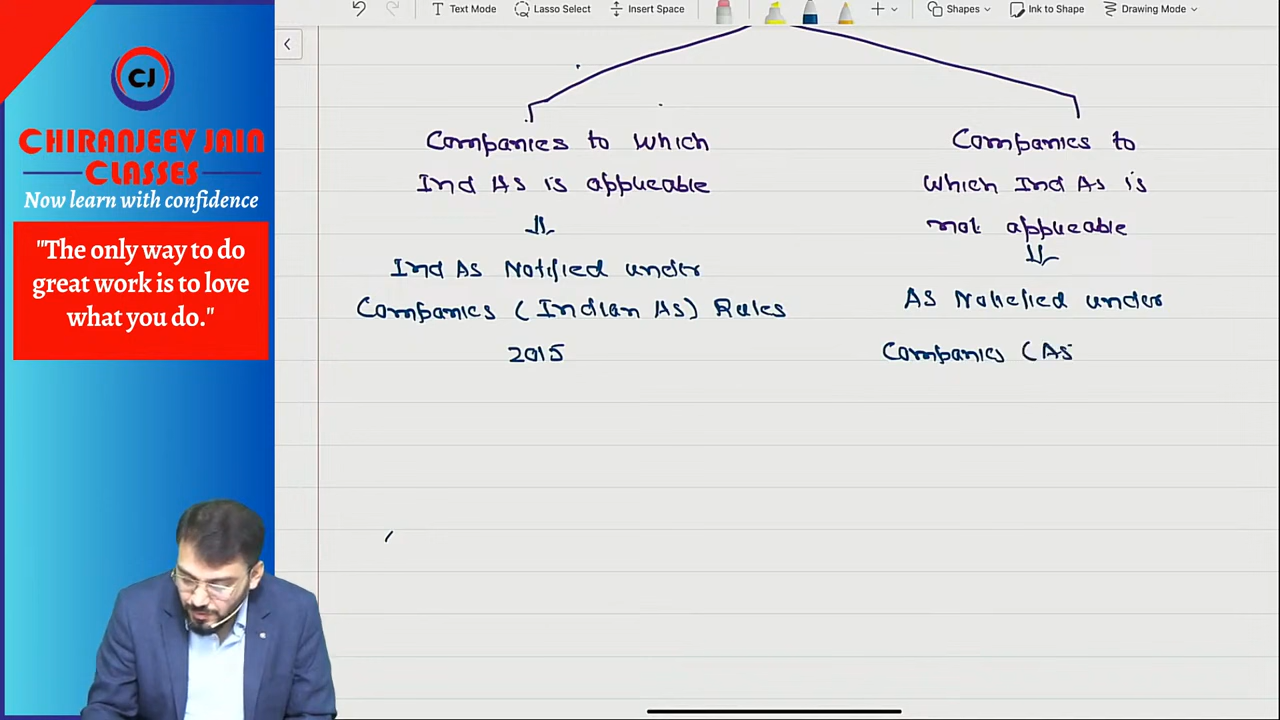 Text Mode
Lasso Select
Insert Space
Shapes
Ink to Shape
Drawing Mode
CJ
CHIRANJEEV JAIN
CLASSES
Now learn with confidence
"The only way to do
great work is to love
what you do."
Companies to which
Ind AS is applicable
Ind AS Notified under
Companies (Indian AS) Rules
2015
Companies to
which Ind AS is
not applicable
AS Notified under
Companies (AS